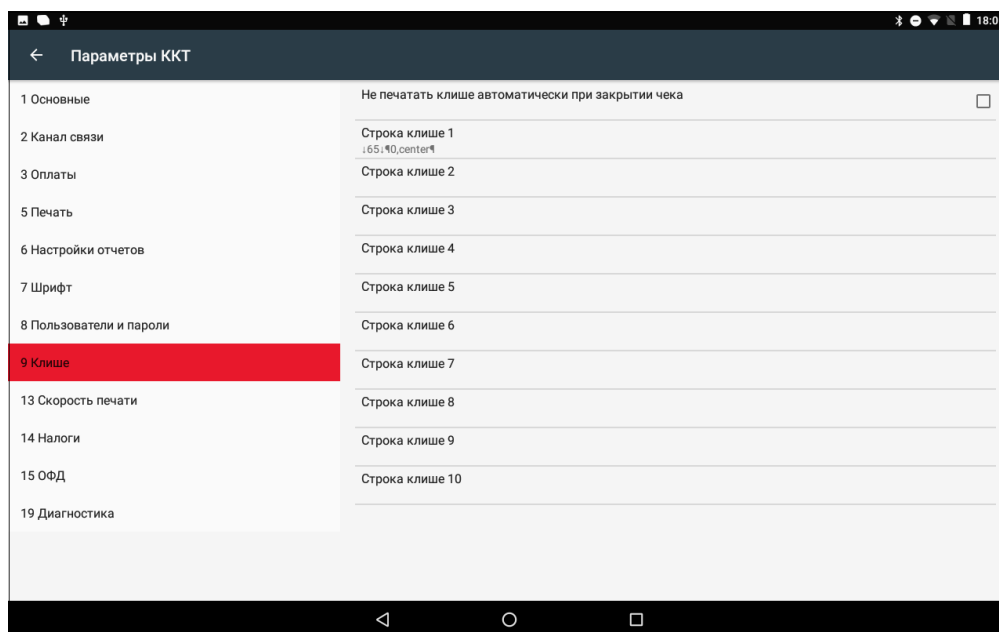 18:0
Параметры ККТ
1 Основные
2 Канал связи
3 Оплаты
5 Печать
6 Настройки отчетов
7 Шрифт
8 Пользователи и пароли
9 Клише
13 Скорость печати
14 Налоги
15 ОФД
19 Диагностика
Не печатать клише автоматически при закрытии чека
Строка клише 1
↓65↓¶0,center¶
Строка клише 2
Строка клише 3
Строка клише 4
Строка клише 5
Строка клише 6
Строка клише 7
Строка клише 8
Строка клише 9
Строка клише 10